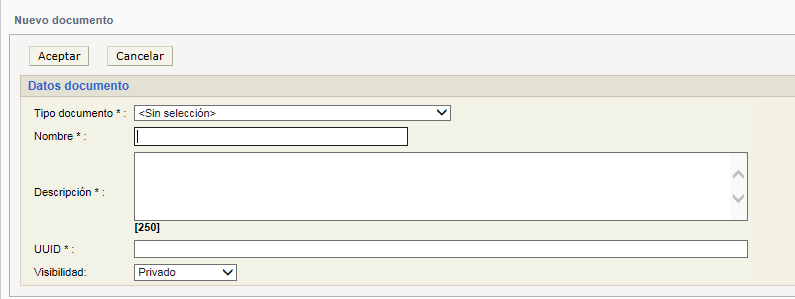 Nuevo documento
Aceptar Cancelar
Datos documento
Tipo documento * : <Sin selección>
Nombre * :
Descripción * :
[250]
UUID * :
Visibilidad: Privado